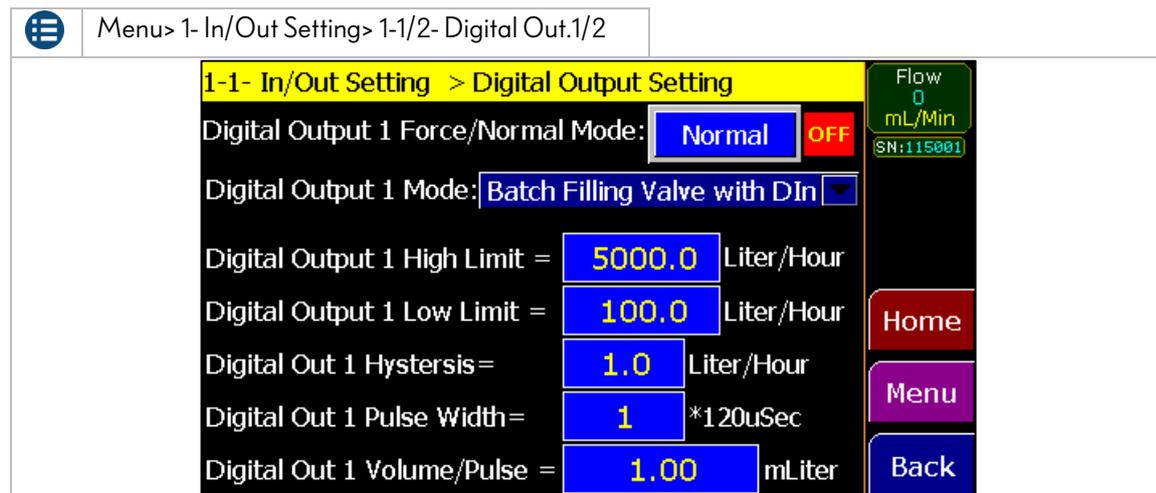 Menu> 1- In/Out Setting> 1-1/2- Digital Out.1/2
1-1- In/Out Setting > Digital Output Setting
Flow
0
mL/Min
SN:115001
Digital Output 1 Force/Normal Mode: Normal OFF
Digital Output 1 Mode: Batch Filling Valve with DIn
Digital Output 1 High Limit = 5000.0 Liter/Hour
Digital Output 1 Low Limit = 100.0 Liter/Hour
Home
Digital Out 1 Hystersis= 1.0 Liter/Hour
Menu
Digital Out 1 Pulse Width= 1 *120uSec
Digital Out 1 Volume/Pulse = 1.00 mLiter
Back